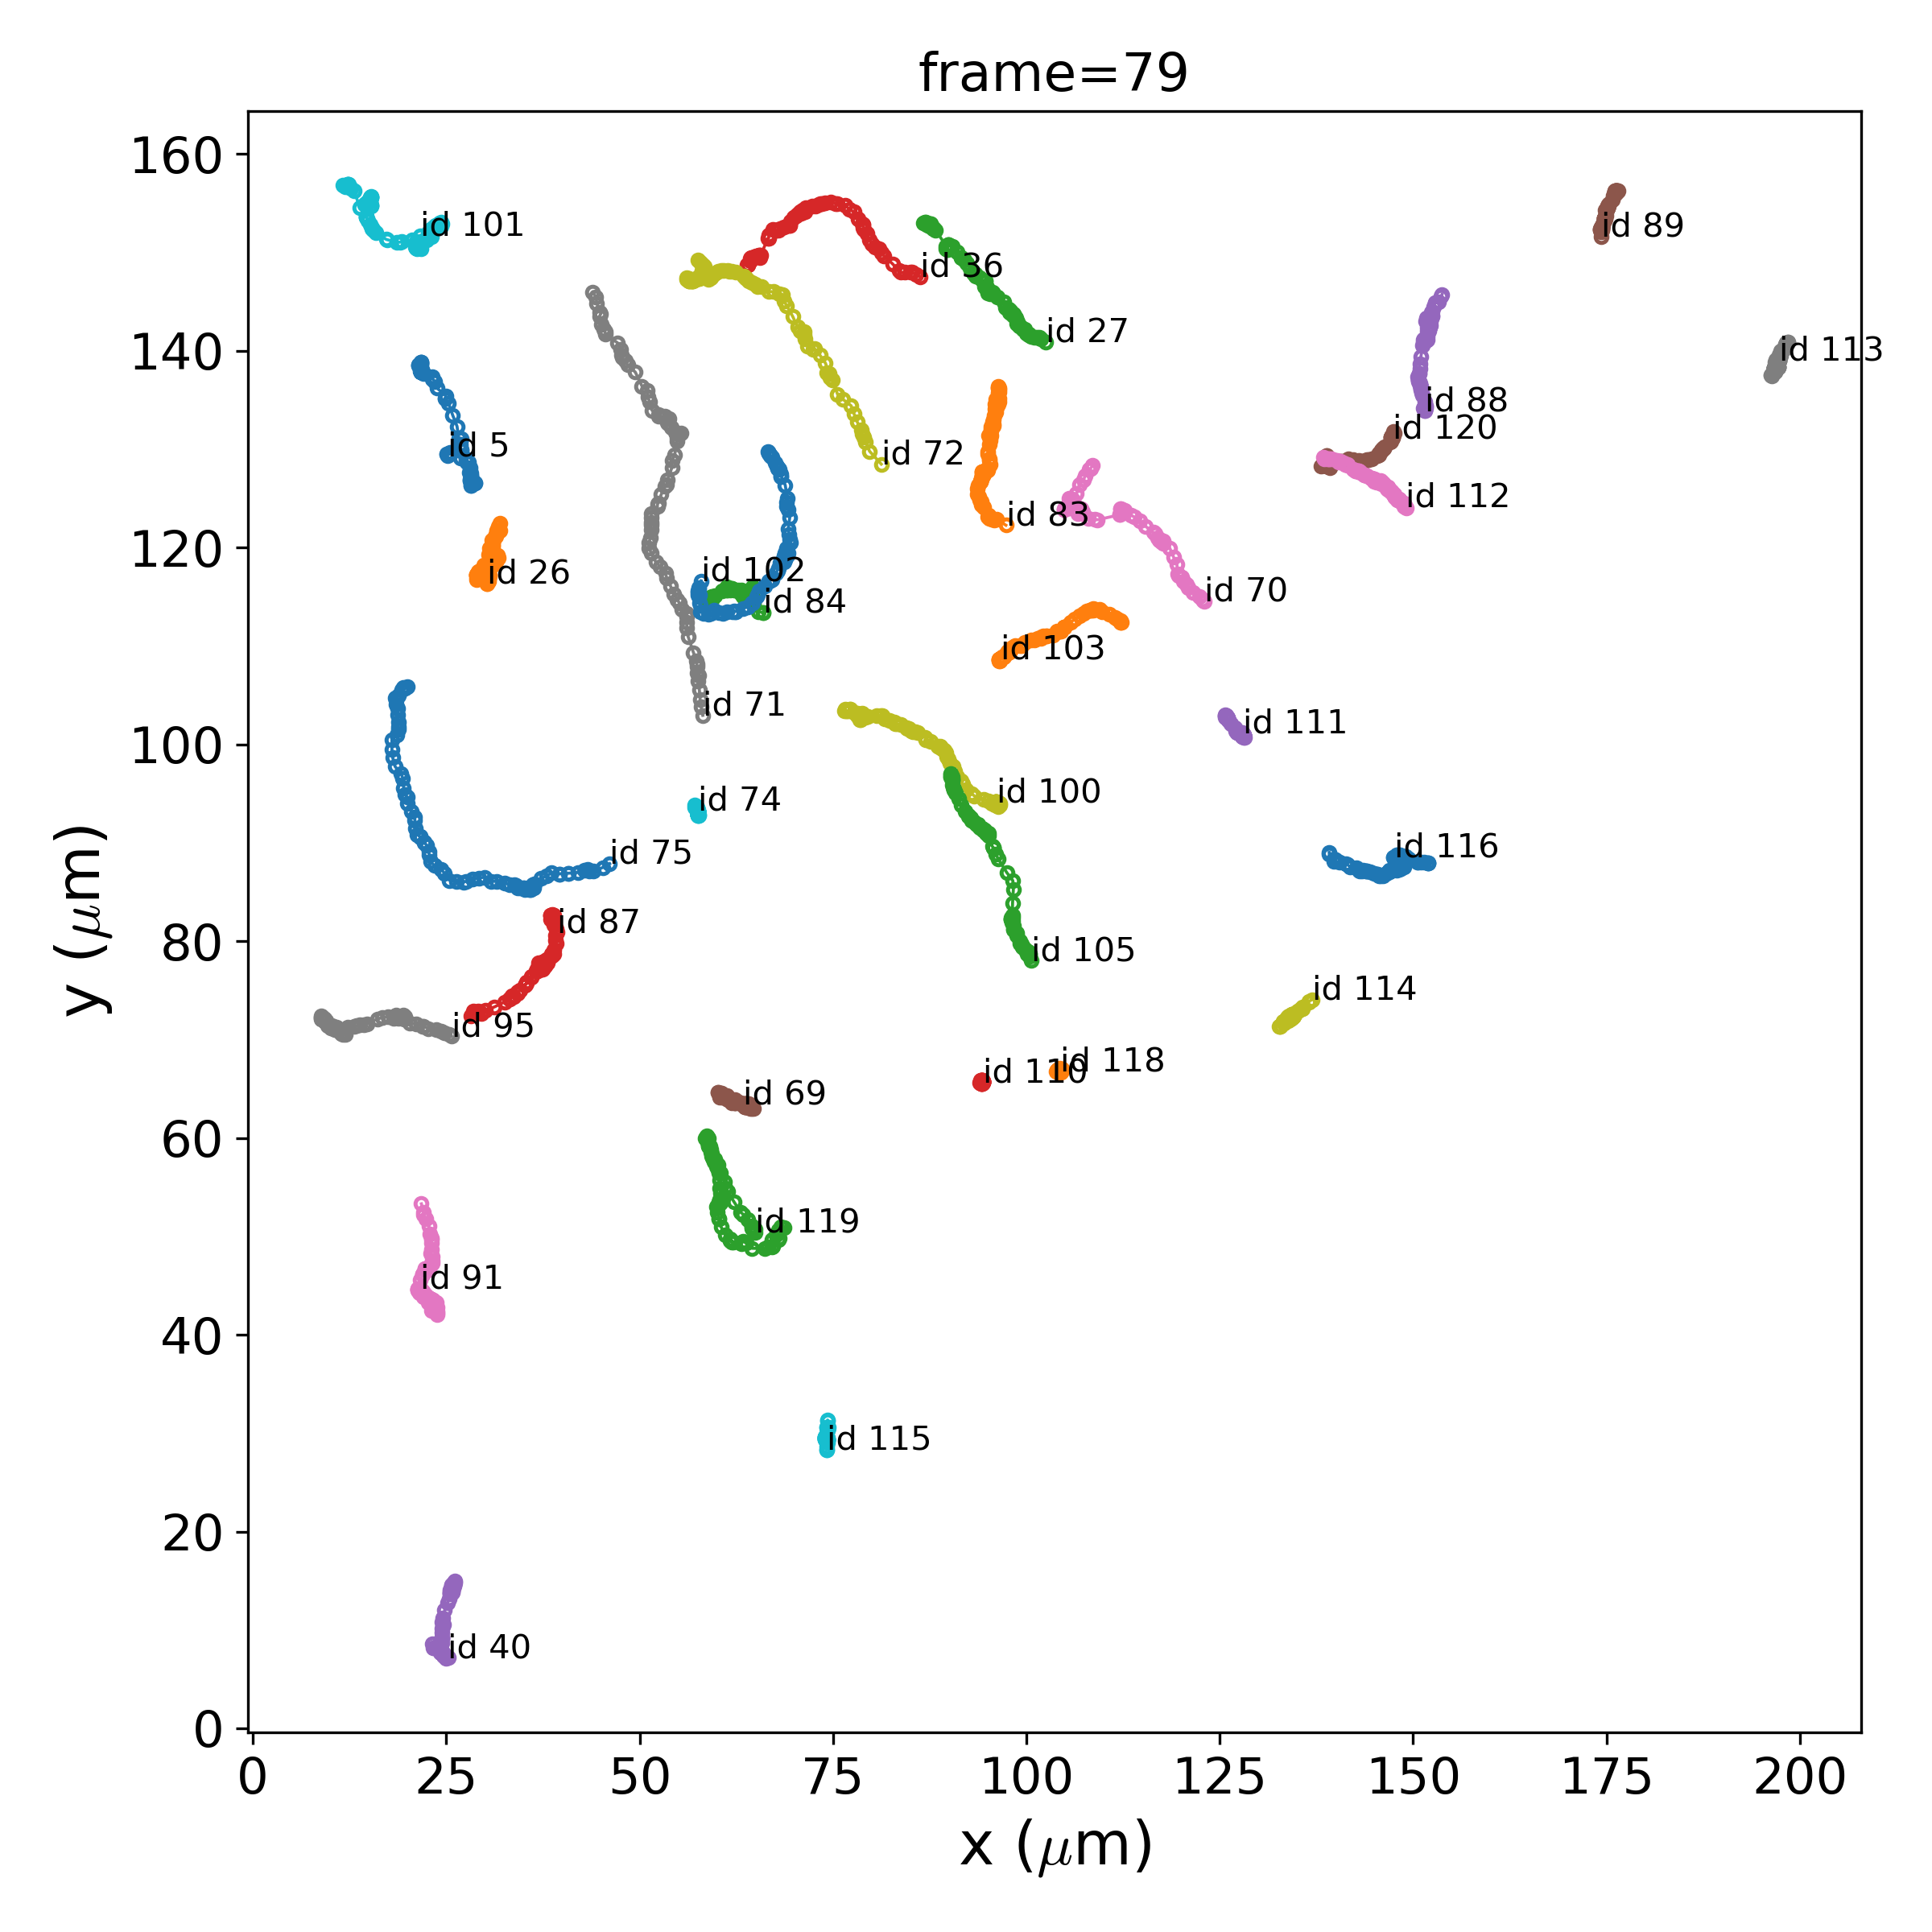 frame=79
160
id 101
id 89
id 36
id 27
140
id 113
id 88
id 120
id 5
id 72
id 112
id 83
120
id 102
id 26
id 84
id 70
id 103
id 71
id 111
100
id 74
id 100
id 75
id 116
id 87
80
id 105
id 114
id 95
id 118
id 110
id 69
60
id 119
id 91
40
id 115
20
id 40
0
0 25 50 75 100 125 150 175 200
x (μm)
y (μm)